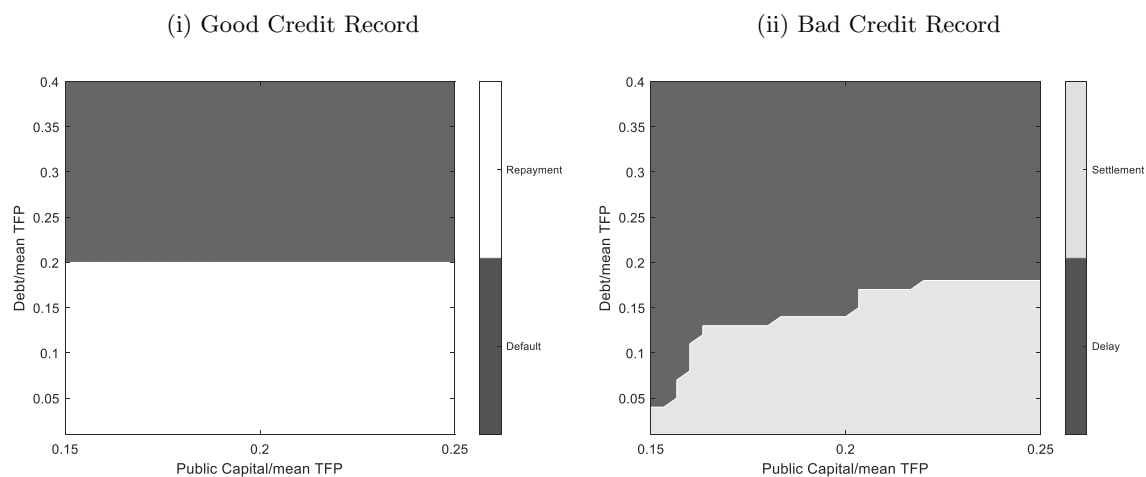 (i) Good Credit Record
0.4
0.35
0.3
0.25
0.2
0.15
0.1
0.05
Debt/mean TFP
0.15
0.2
0.25
Public Capital/mean TFP
Repayment
Default
(ii) Bad Credit Record
0.4
0.35
0.3
0.25
0.2
0.15
0.1
0.05
Debt/mean TFP
0.15
0.2
0.25
Public Capital/mean TFP
Settlement
Delay